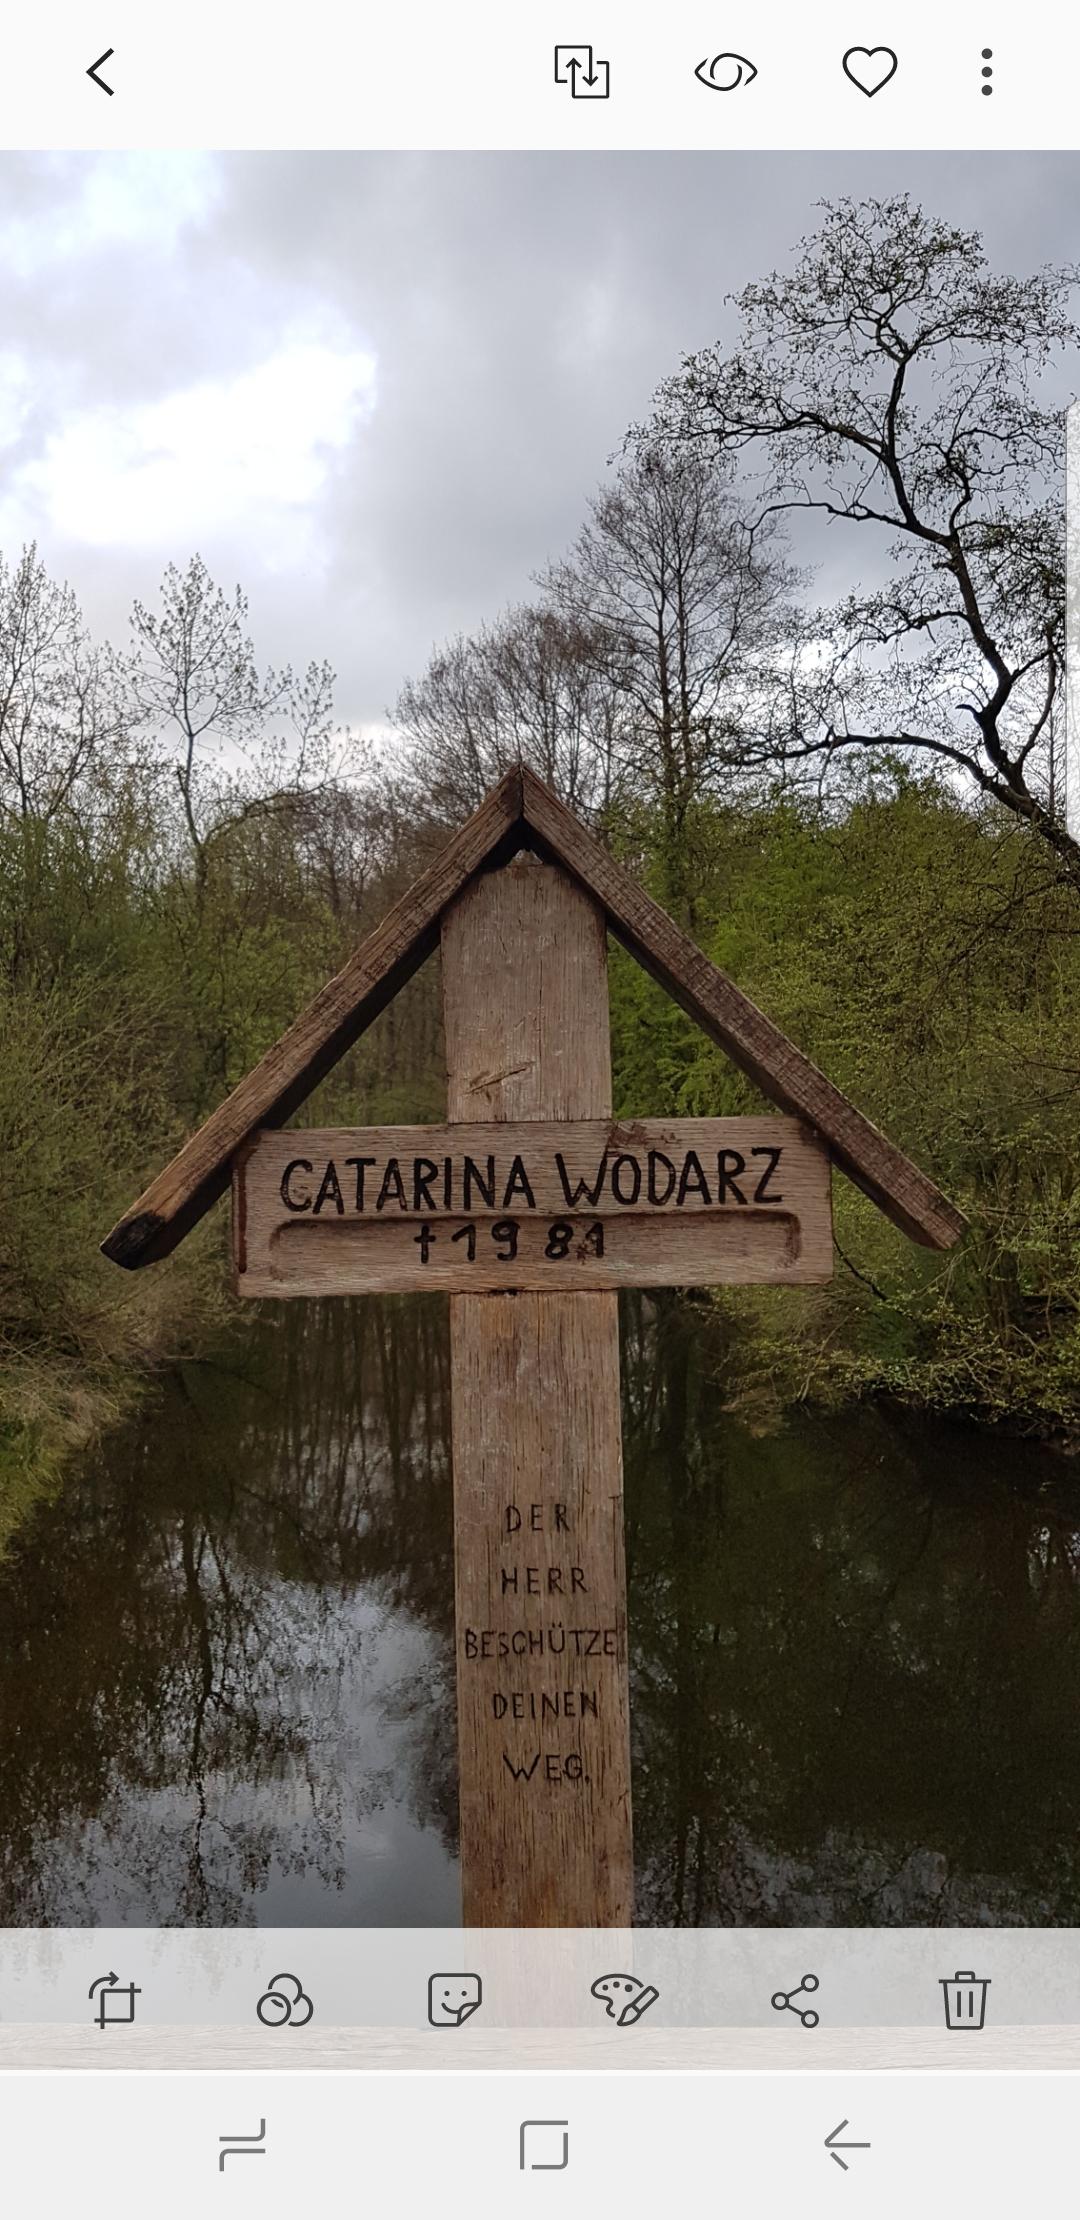 CATARINA WODARZ
†1981
DER
HERR
BESCHÜTZE
DEINEN
WEG.